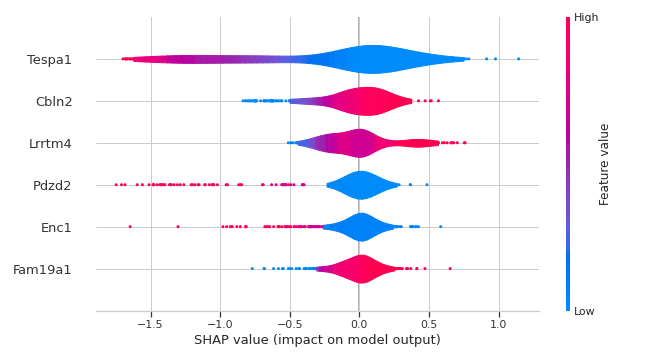 High
Tespa1
Cbln2
Lrrtm4
Pdzd2
Enc1
Fam19a1
Feature value
Low
−1.5 −1.0 −0.5 0.0 0.5 1.0
SHAP value (impact on model output)